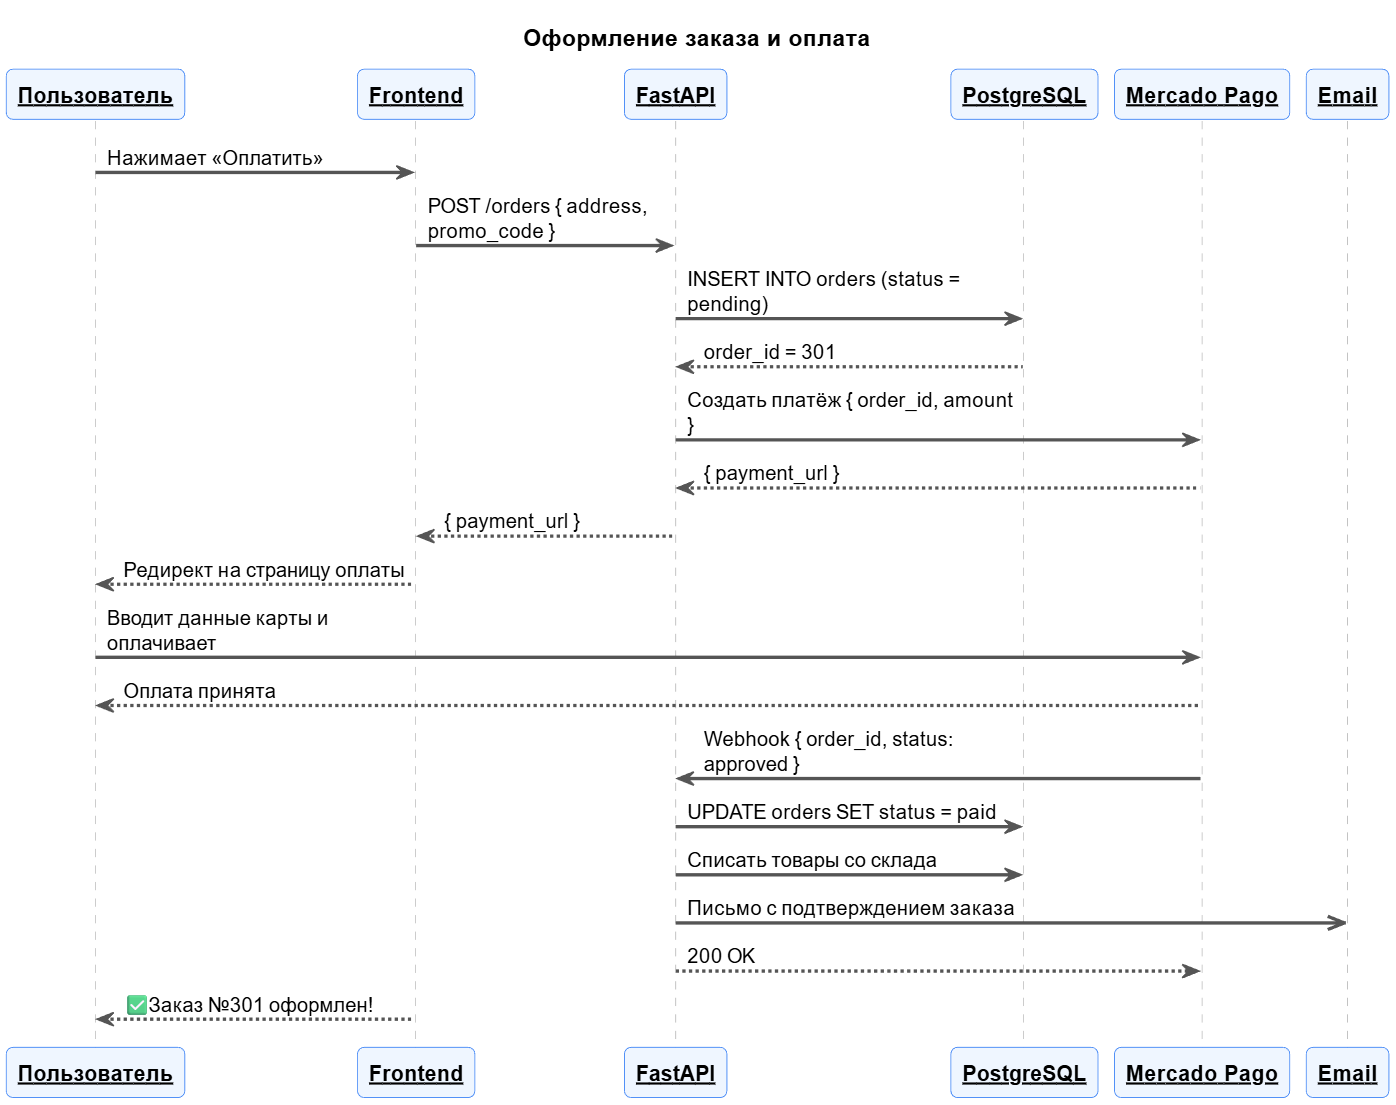 Оформление заказа и оплата
Пользователь Frontend FastAPI PostgreSQL Mercado Pago Email
Нажимает «Оплатить»
POST /orders { address,
promo_code }
INSERT INTO orders (status =
pending)
order_id = 301
Создать платёж { order_id, amount
}
{ payment_url }
{ payment_url }
Редирект на страницу оплаты
Вводит данные карты и
оплачивает
Оплата принята
Webhook { order_id, status:
approved }
UPDATE orders SET status = paid
Списать товары со склада
Письмо с подтверждением заказа
200 OK
✅Заказ №301 оформлен!
Пользователь Frontend FastAPI PostgreSQL Mercado Pago Email